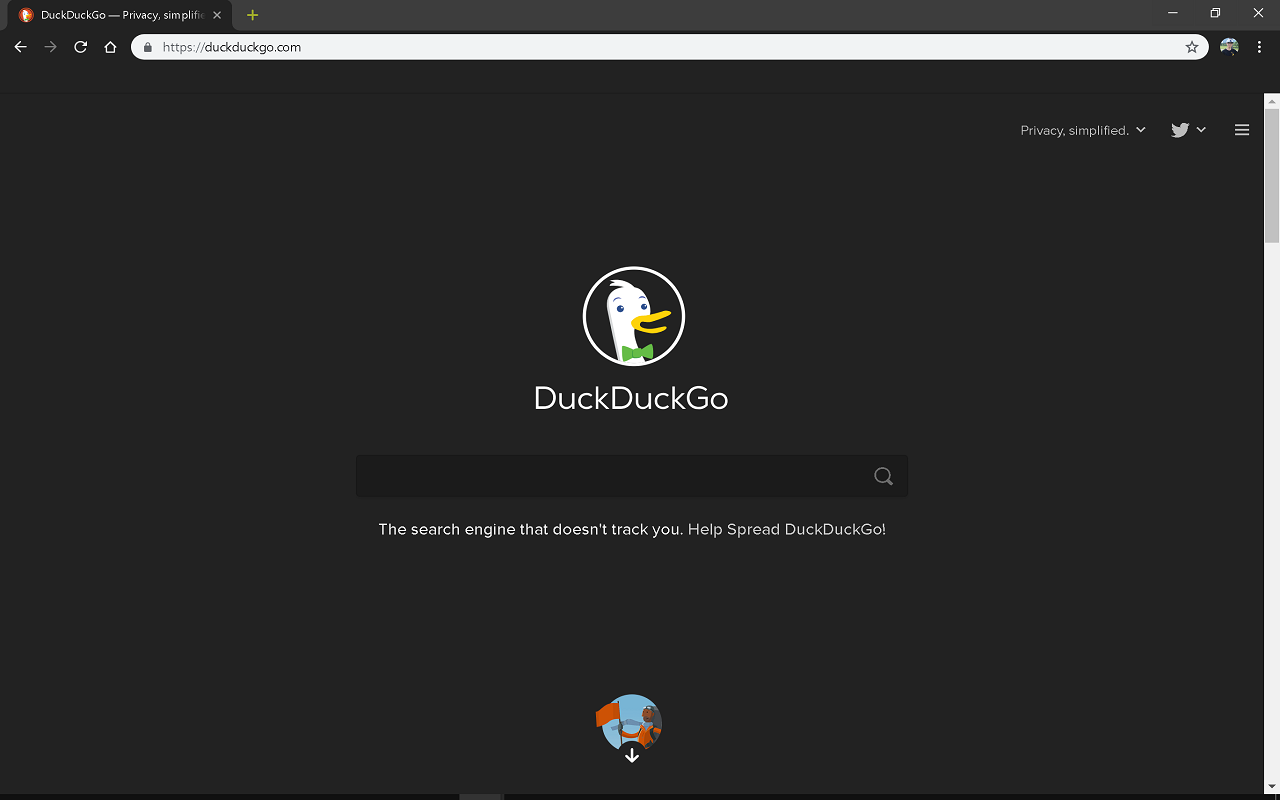 DuckDuckGo — Privacy, simplifie
https://duckduckgo.com
Privacy, simplified.
DuckDuckGo
The search engine that doesn't track you. Help Spread DuckDuckGo!